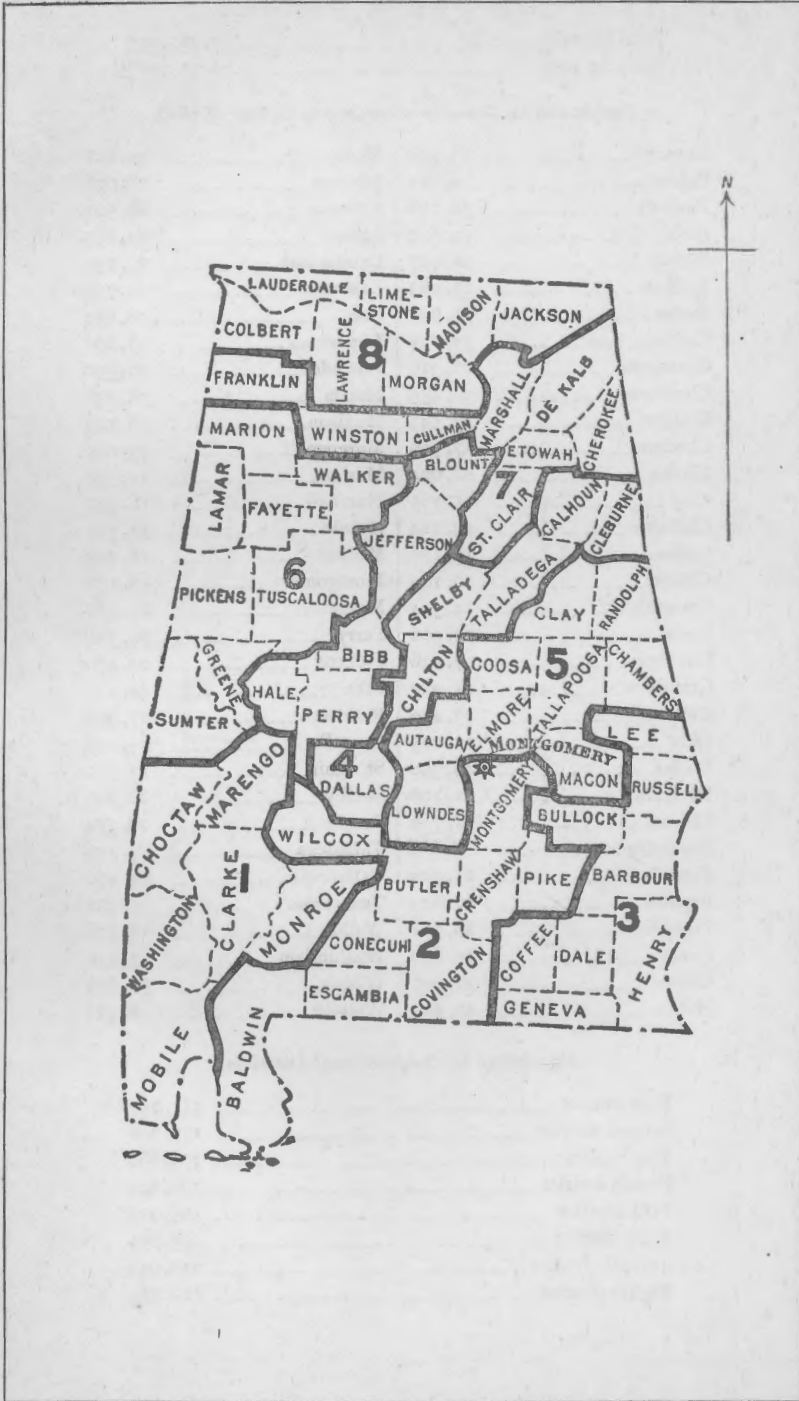 N
LAUDERDALE
LIME-
STONE
MADISON
JACKSON
COLBERT
LAWRENCE
8
MORGAN
FRANKLIN
MARSHALL
DE KALB
CHEROKEE
MARION
WINSTON
CULLMAN
BLOUNT
ETOWAH
WALKER
7
LAMAR
FAYETTE
JEFFERSON
ST. CLAIR
CALHOUN
CLEBURNE
6
PICKENS
TUSCALOOSA
SHELBY
TALLADEGA
CLAY
RANDOLPH
BIBB
CHILTON
COOSA
5
TALLAPOOSA
CHAMBERS
GREENE
HALE
PERRY
SUMTER
AUTAUGA
ELMORE
MONTGOMERY
LEE
4
DALLAS
MACON
RUSSELL
CHOCTAW
MARENGO
LOWNDES
MONTGOMERY
BULLOCK
WILCOX
1
CLARKE
BUTLER
CRENSHAW
PIKE
BARBOUR
WASHINGTON
MONROE
CONECUH
2
COVINGTON
COFFEE
DALE
3
HENRY
ESCAMBIA
GENEVA
MOBILE
BALDWIN